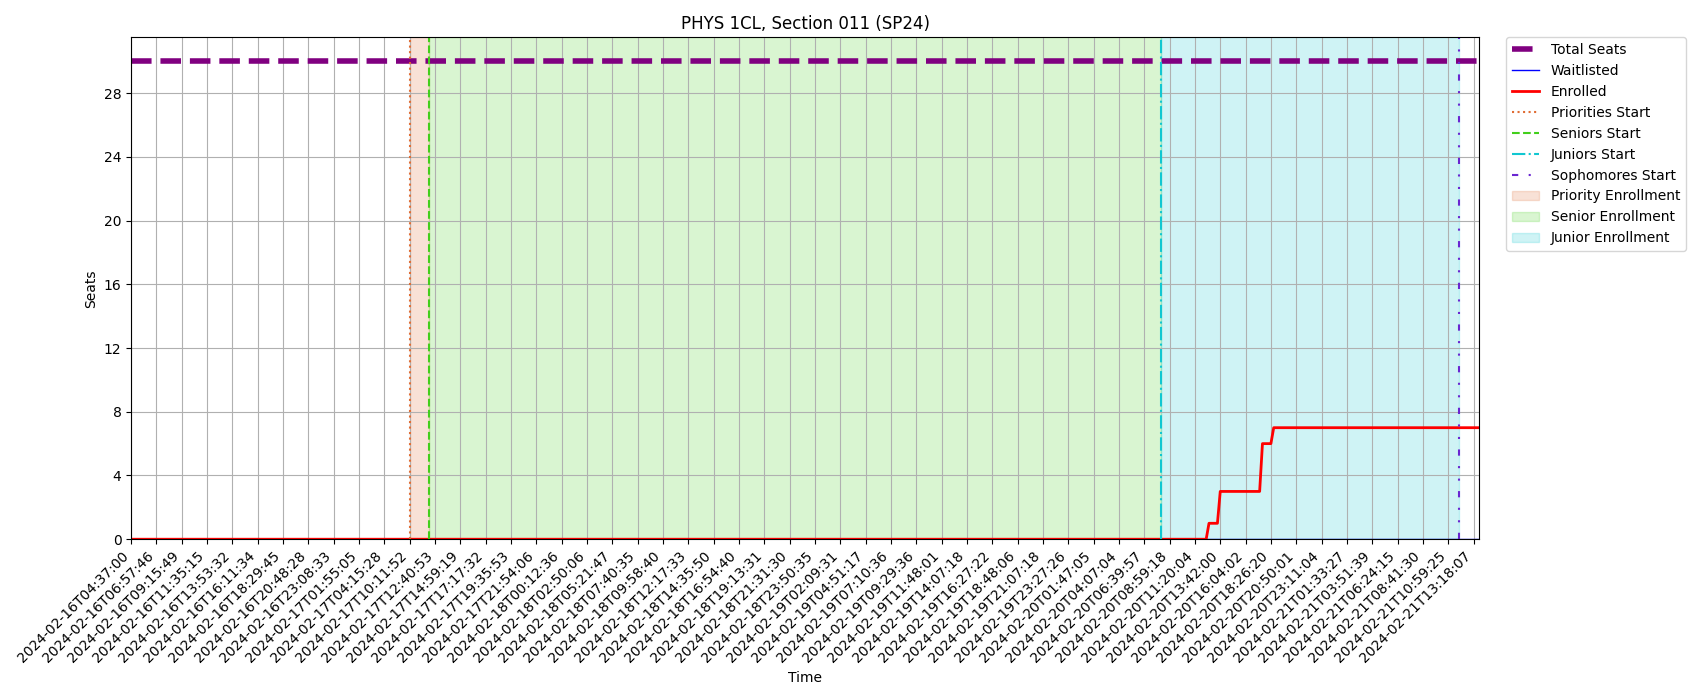 PHYS 1CL, Section 011 (SP24)
Total Seats
Waitlisted
Enrolled
Priorities Start
Seniors Start
Juniors Start
Sophomores Start
Priority Enrollment
Senior Enrollment
Junior Enrollment
Seats
28
24
20
16
12
8
4
0
2024-02-16T04:37:00
2024-02-16T06:57:46
2024-02-16T09:15:49
2024-02-16T11:35:15
2024-02-16T13:53:32
2024-02-16T16:11:34
2024-02-16T18:29:45
2024-02-16T20:48:28
2024-02-16T23:08:33
2024-02-17T01:55:05
2024-02-17T04:15:28
2024-02-17T10:11:52
2024-02-17T12:40:53
2024-02-17T14:59:19
2024-02-17T17:17:32
2024-02-17T19:35:53
2024-02-17T21:54:06
2024-02-18T00:12:36
2024-02-18T02:50:06
2024-02-18T05:21:47
2024-02-18T07:40:35
2024-02-18T09:58:40
2024-02-18T12:17:33
2024-02-18T14:35:50
2024-02-18T16:54:40
2024-02-18T19:13:31
2024-02-18T21:31:30
2024-02-18T23:50:35
2024-02-19T02:09:31
2024-02-19T04:51:17
2024-02-19T07:10:36
2024-02-19T09:29:36
2024-02-19T11:48:01
2024-02-19T14:07:18
2024-02-19T16:27:22
2024-02-19T18:48:06
2024-02-19T21:07:18
2024-02-19T23:27:26
2024-02-20T01:47:05
2024-02-20T04:07:04
2024-02-20T06:39:57
2024-02-20T08:59:18
2024-02-20T11:20:04
2024-02-20T13:42:00
2024-02-20T16:04:02
2024-02-20T18:26:20
2024-02-20T20:50:01
2024-02-20T23:11:04
2024-02-21T01:33:27
2024-02-21T03:51:39
2024-02-21T06:24:15
2024-02-21T08:41:30
2024-02-21T10:59:25
2024-02-21T13:18:07
Time